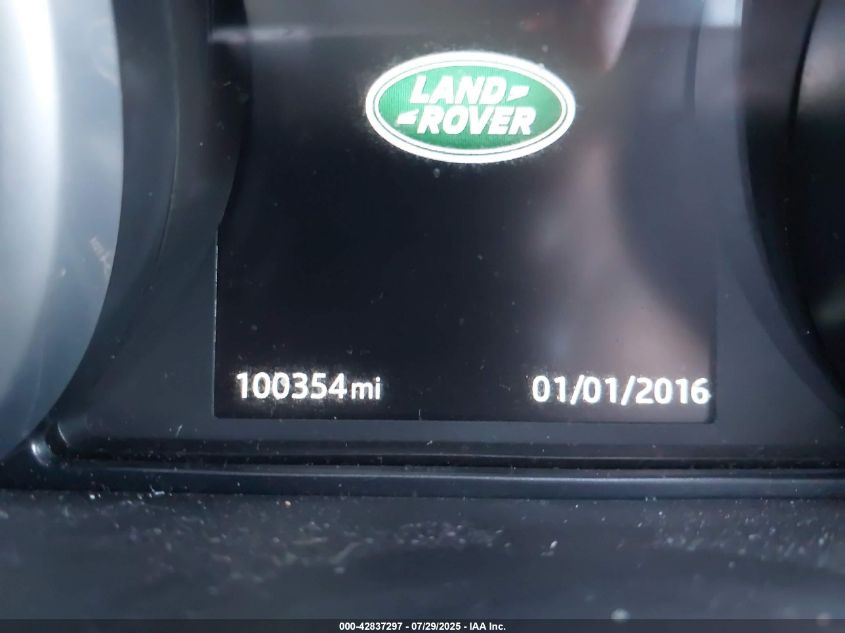 LAND
ROVER
100354mi 01/01/2016
000-42837297 - 07/29/2025 - IAA Inc.